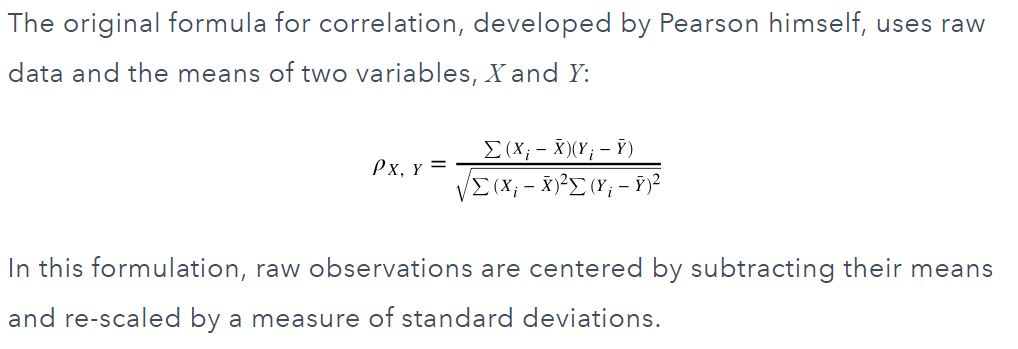 The original formula for correlation, developed by Pearson himself, uses raw
data and the means of two variables, X and Y:
ρX, Y = ∑(Xi − X̄)(Yi − Ȳ) / √∑(Xi − X̄)²∑(Yi − Ȳ)²
In this formulation, raw observations are centered by subtracting their means
and re-scaled by a measure of standard deviations.